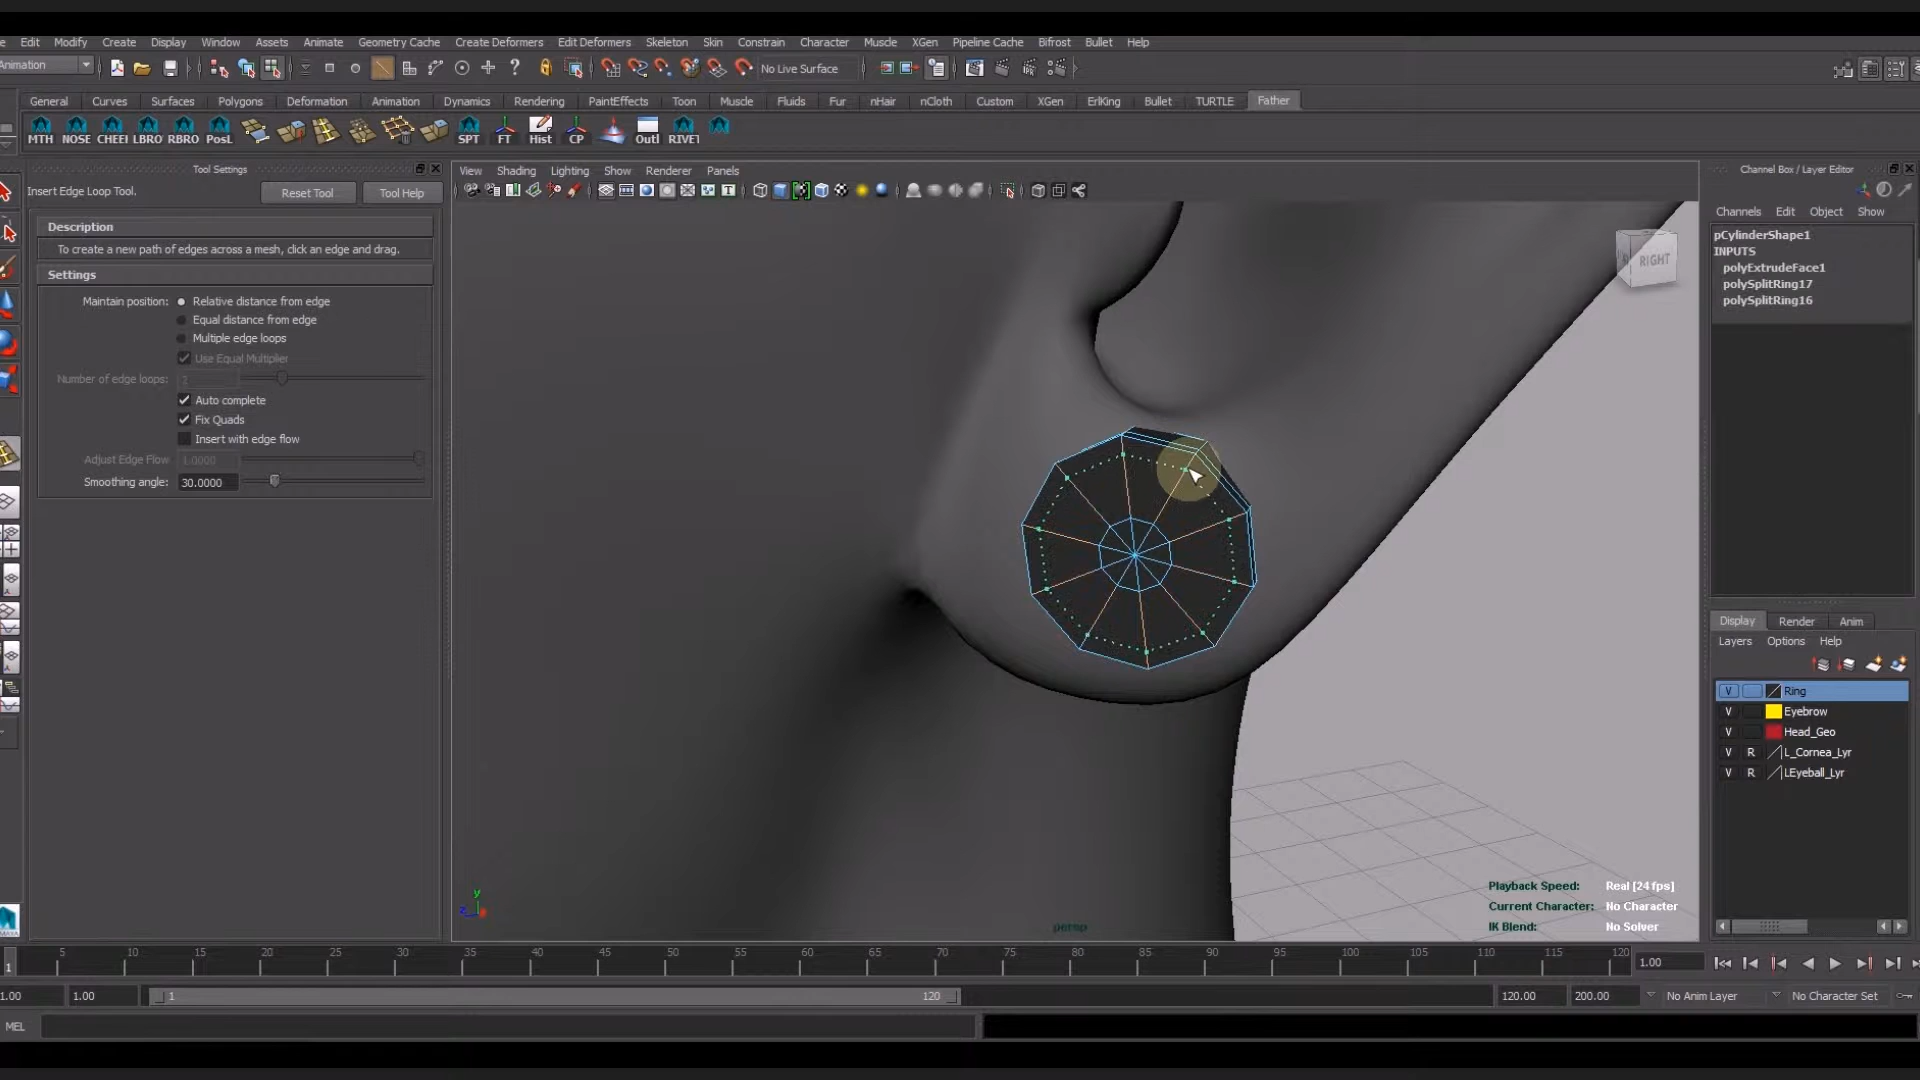 Edit Modify Create Display Window Assets Animate Geometry Cache Create Deformers Edit Deformers Skeleton Skin Constrain Character Muscle XGen Pipeline Cache Bifrost Bullet Help
Animation No Live Surface
General Curves Surfaces Polygons Deformation Animation Dynamics Rendering PaintEffects Toon Muscle Fluids Fur nHair nCloth Custom XGen ErlKing Bullet TURTLE Father
MTH NOSE CHEEI LBRO RBRO PosL SPT FT Hist CP Outl RIVET
Tool Settings
Insert Edge Loop Tool. Reset Tool Tool Help
Description
To create a new path of edges across a mesh, click an edge and drag.
Settings
Maintain position: Relative distance from edge
Equal distance from edge
Multiple edge loops
Use Equal Multiplier
Number of edge loops: 2
Auto complete
Fix Quads
Insert with edge flow
Adjust Edge Flow 1.0000
Smoothing angle: 30.0000
View Shading Lighting Show Renderer Panels
RIGHT
Playback Speed: Real [24 fps]
Current Character: No Character
IK Blend: No Solver
persp
y
z
Channel Box / Layer Editor
Channels Edit Object Show
pCylinderShape1
INPUTS
polyExtrudeFace1
polySplitRing17
polySplitRing16
Display Render Anim
Layers Options Help
V Ring
V Eyebrow
V Head_Geo
V R L_Cornea_Lyr
V R LEyeball_Lyr
1 5 10 15 20 25 30 35 40 45 50 55 60 65 70 75 80 85 90 95 100 105 110 115 120 1.00
1.00 1.00 1 120 120.00 200.00 No Anim Layer No Character Set
MEL